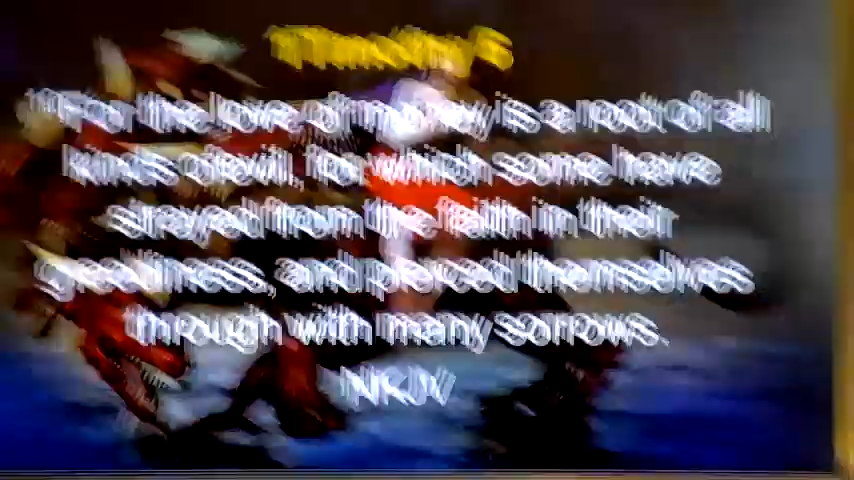 10 For the love of money is a root of all
kinds of evil, for which some have
strayed from the faith in their
greediness, and pierced themselves
through with many sorrows.
NKJV